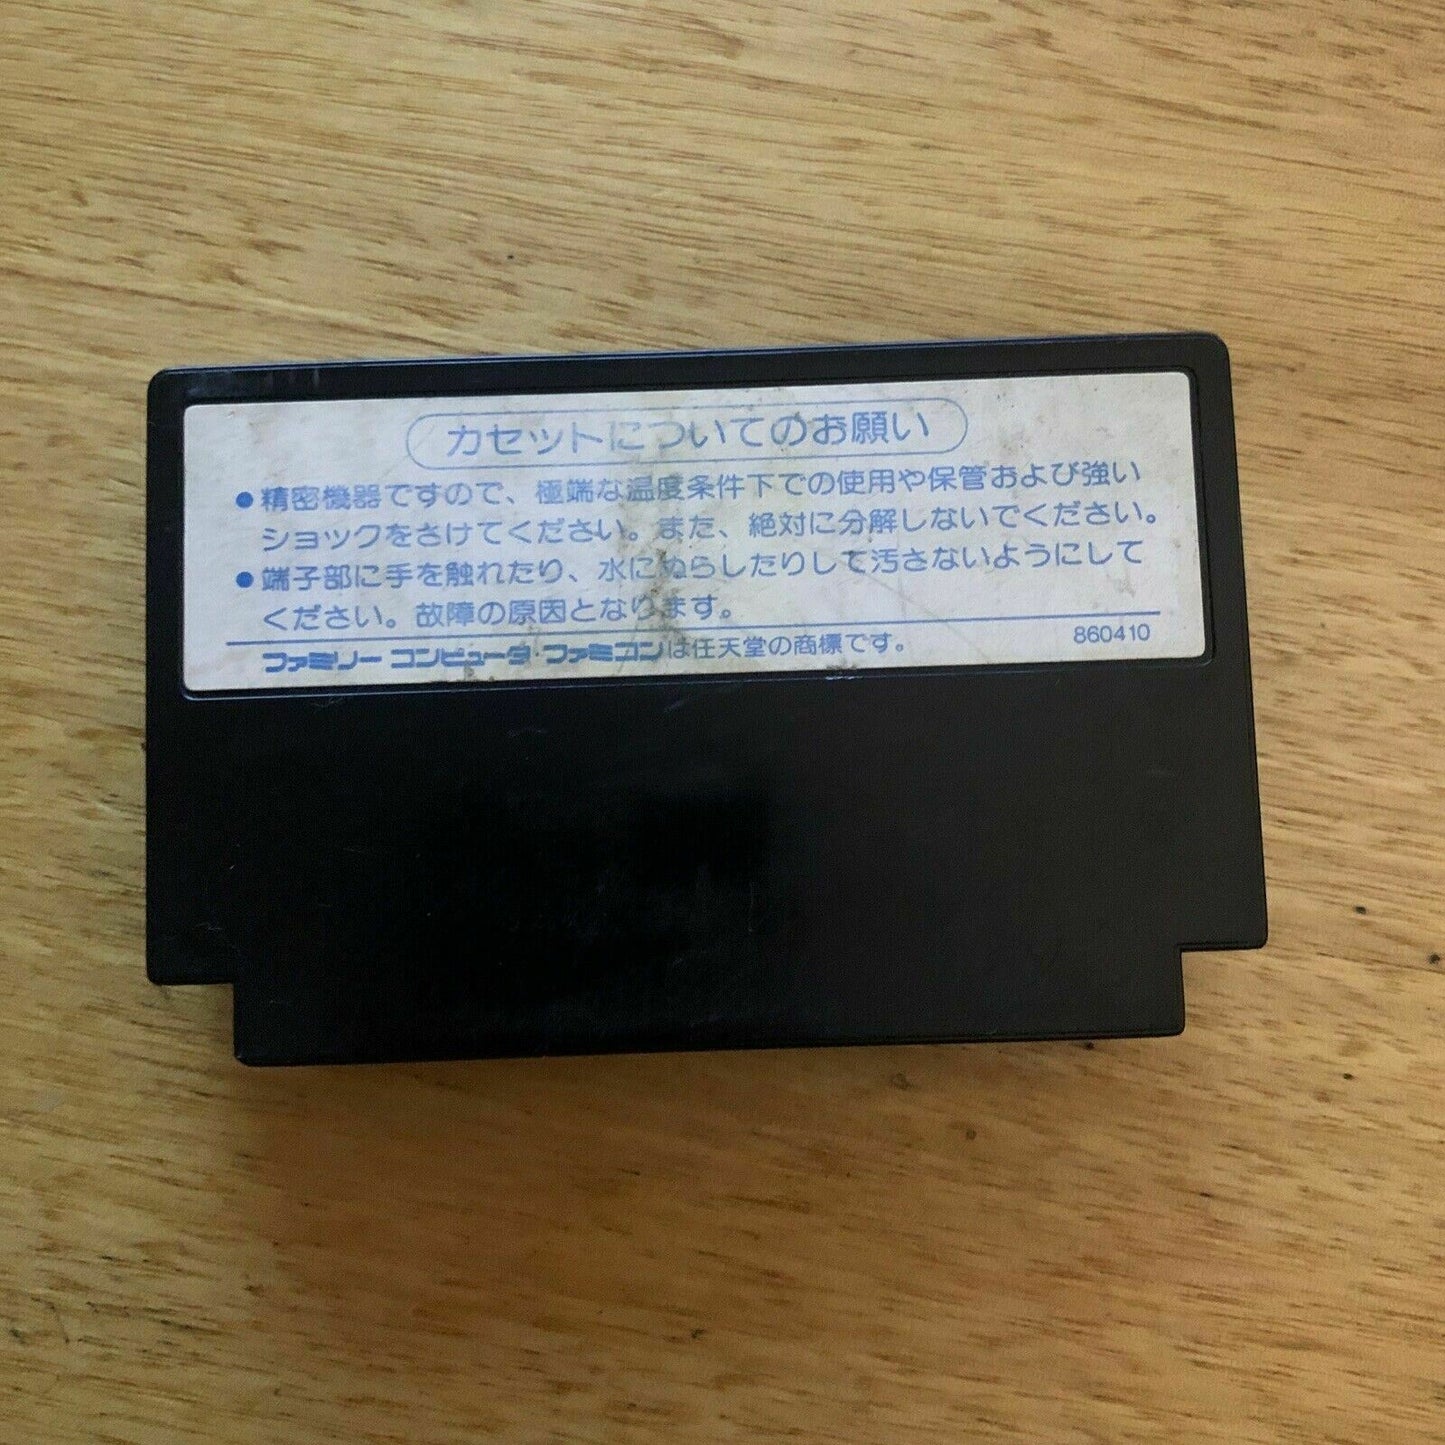 カセットについてのお願い
●精密機器ですので、極端な温度条件下での使用や保管および強い
ショックをさけてください。また、絶対に分解しないでください。
●端子部に手を触れたり、水にぬらしたりして汚さないようにして
ください。故障の原因となります。
ファミリー コンピュータ・ファミコンは任天堂の商標です。 860410